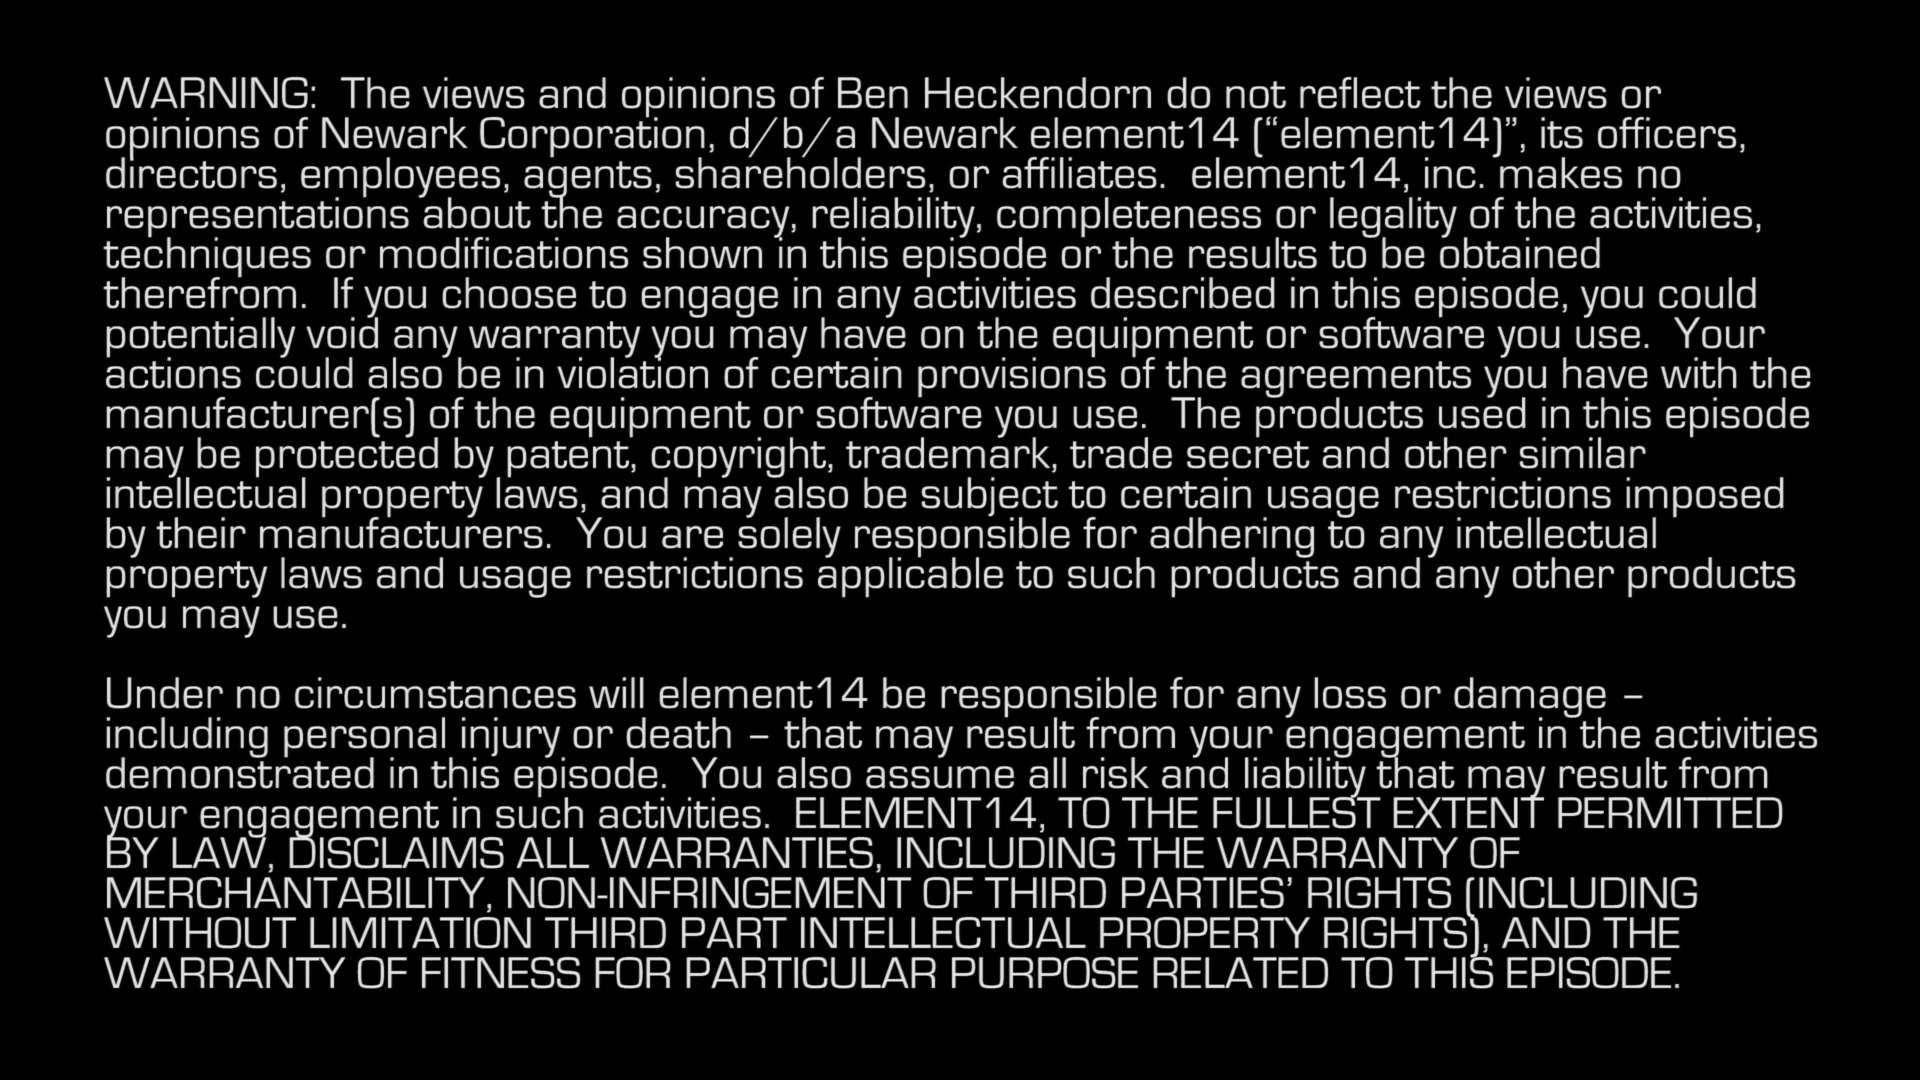 WARNING:  The views and opinions of Ben Heckendorn do not reflect the views or
opinions of Newark Corporation, d/b/a Newark element14 (“element14)”, its officers,
directors, employees, agents, shareholders, or affiliates.  element14, inc. makes no
representations about the accuracy, reliability, completeness or legality of the activities,
techniques or modifications shown in this episode or the results to be obtained
therefrom.  If you choose to engage in any activities described in this episode, you could
potentially void any warranty you may have on the equipment or software you use.  Your
actions could also be in violation of certain provisions of the agreements you have with the
manufacturer(s) of the equipment or software you use.  The products used in this episode
may be protected by patent, copyright, trademark, trade secret and other similar
intellectual property laws, and may also be subject to certain usage restrictions imposed
by their manufacturers.  You are solely responsible for adhering to any intellectual
property laws and usage restrictions applicable to such products and any other products
you may use.
Under no circumstances will element14 be responsible for any loss or damage –
including personal injury or death – that may result from your engagement in the activities
demonstrated in this episode.  You also assume all risk and liability that may result from
your engagement in such activities.  ELEMENT14, TO THE FULLEST EXTENT PERMITTED
BY LAW, DISCLAIMS ALL WARRANTIES, INCLUDING THE WARRANTY OF
MERCHANTABILITY, NON-INFRINGEMENT OF THIRD PARTIES’ RIGHTS (INCLUDING
WITHOUT LIMITATION THIRD PART INTELLECTUAL PROPERTY RIGHTS), AND THE
WARRANTY OF FITNESS FOR PARTICULAR PURPOSE RELATED TO THIS EPISODE.